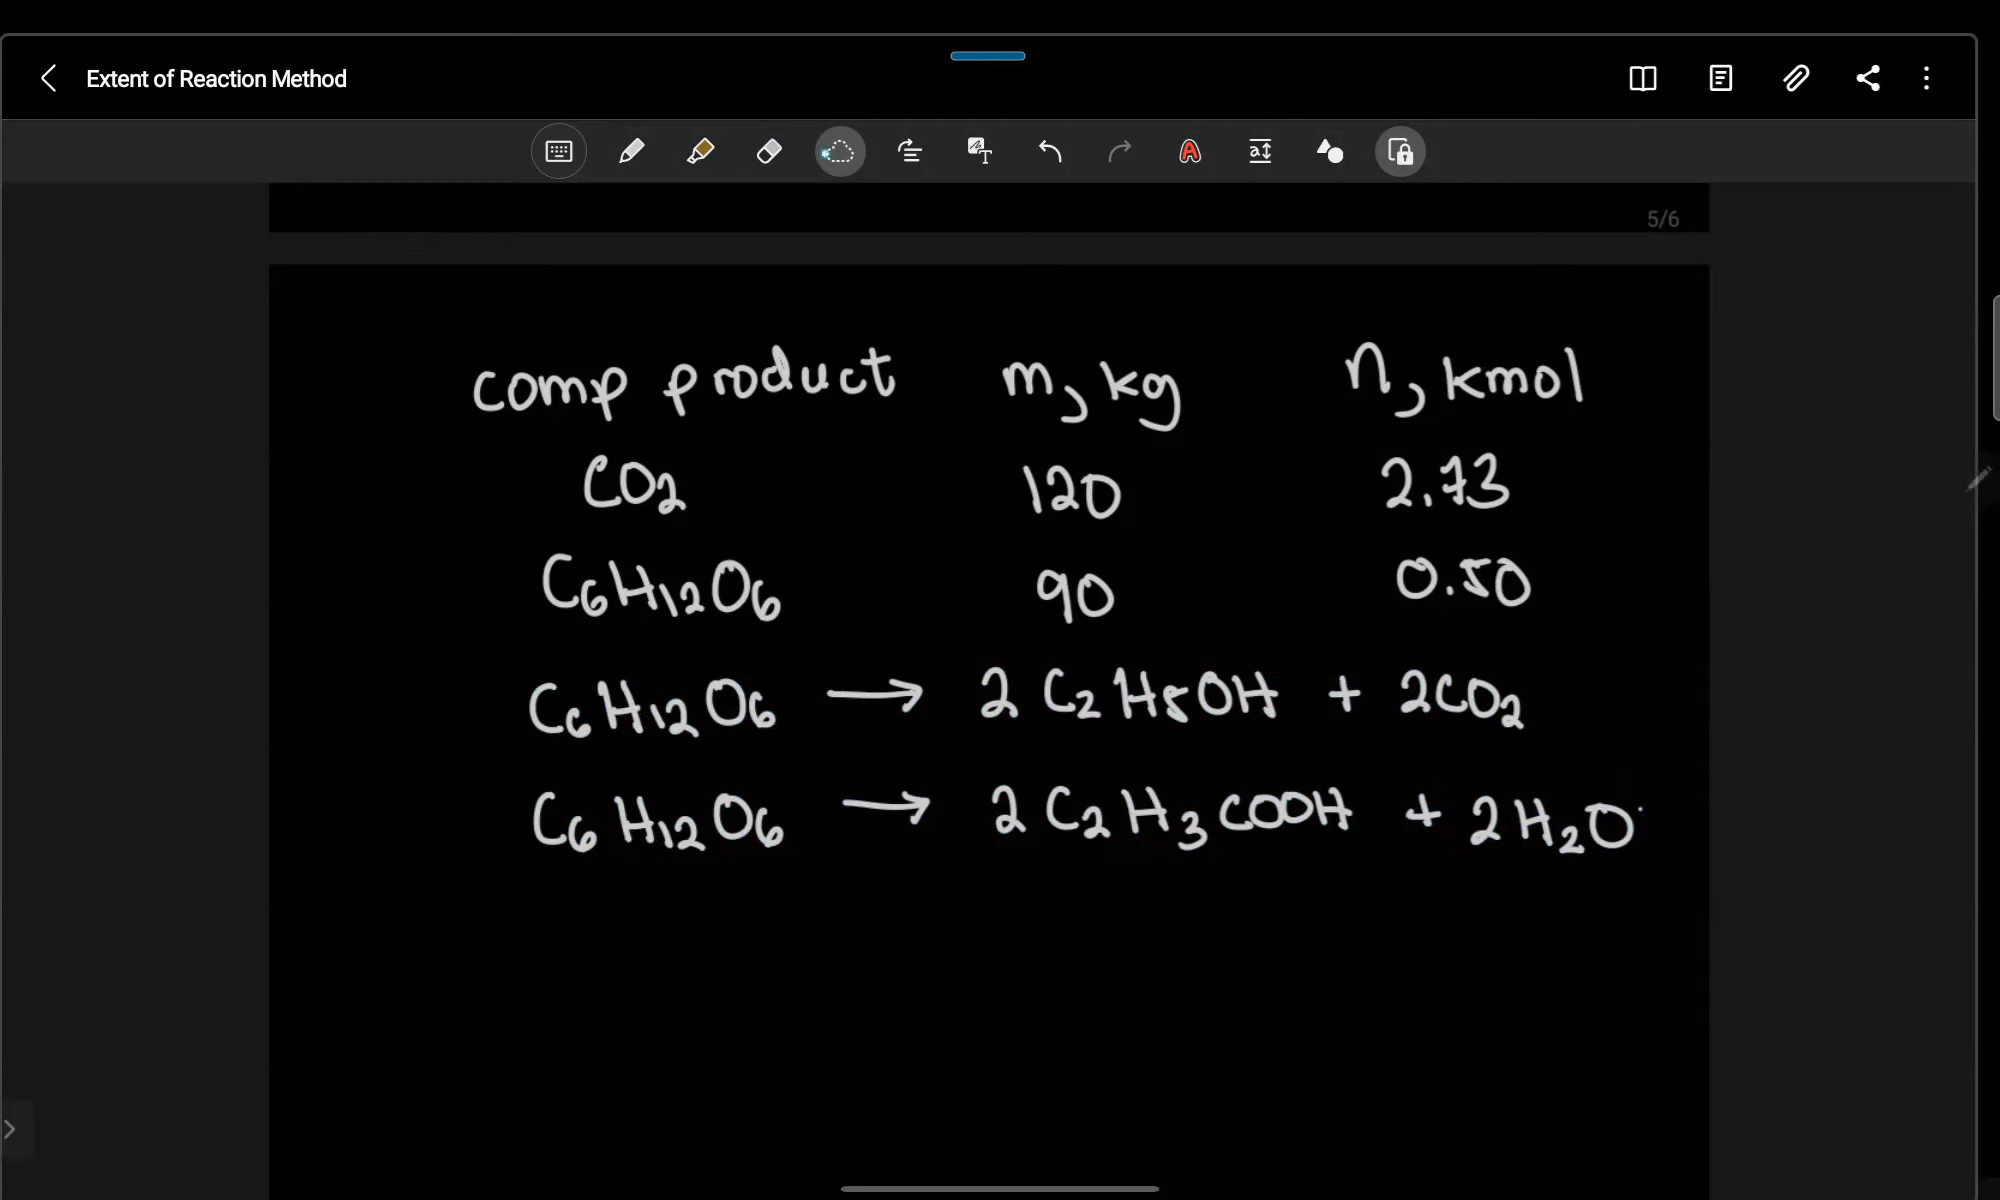 Extent of Reaction Method
5/6
comp product m, kg n, kmol
CO2 120 2.73
C6H12O6 90 0.50
C6H12O6 → 2 C2H5OH + 2CO2
C6H12O6 → 2 C2H3COOH + 2H2O